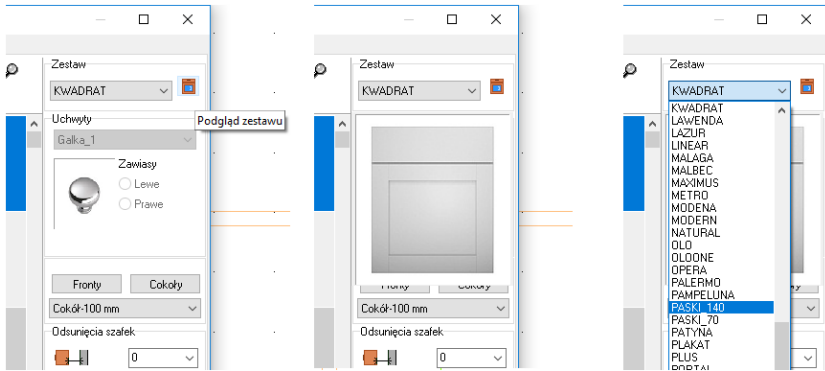 Zestaw
KWADRAT
Podgląd zestawu
Uchwyty
Gałka_1
Zawiasy
Lewe
Prawe
Fronty
Cokoły
Cokół-100 mm
Odsunięcia szafek
0
Zestaw
KWADRAT
Fronty
Cokoły
Cokół-100 mm
Odsunięcia szafek
0
Zestaw
KWADRAT
KWADRAT
LAWENDA
LAZUR
LINEAR
MALAGA
MALBEC
MAXIMUS
METRO
MODENA
MODERN
NATURAL
OLO
OLOONE
OPERA
PALERMO
PAMPELUNA
PASKI_140
PASKI_70
PATYNA
PLAKAT
PLUS
PORTAL